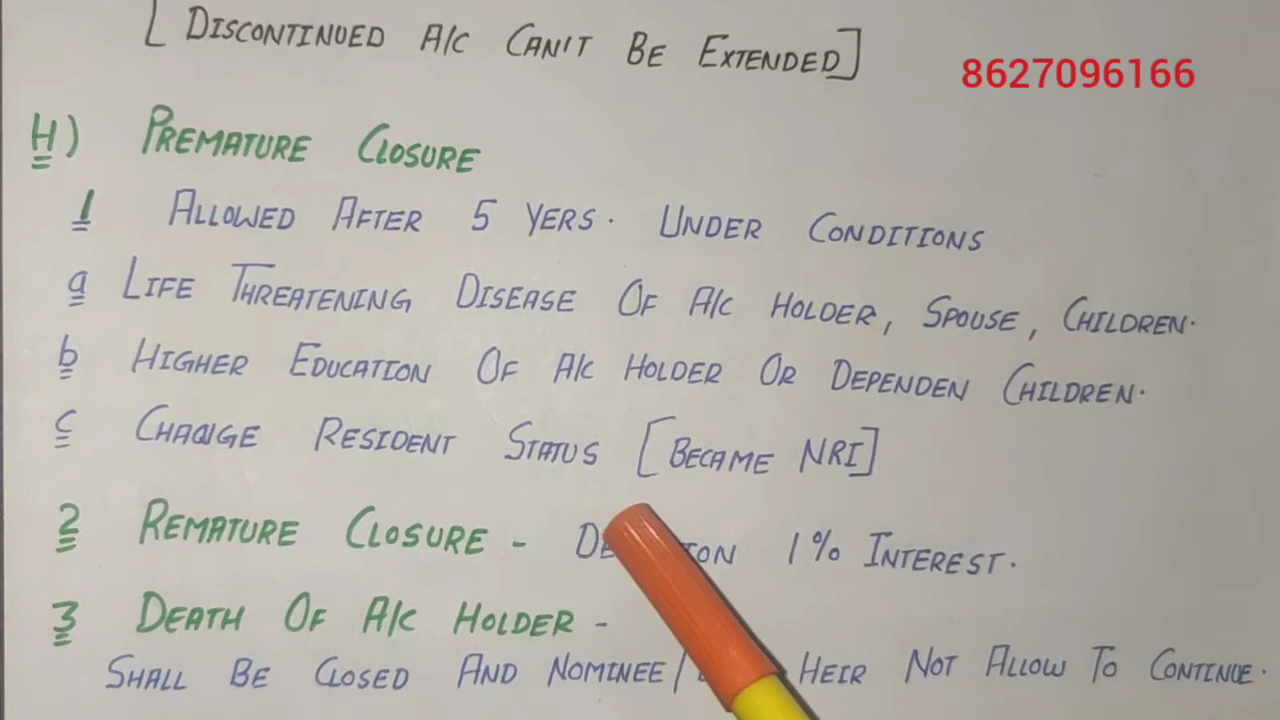 [ DISCONTINUED A/C CAN'T BE EXTENDED]
8627096166
H) PREMATURE CLOSURE
1 ALLOWED AFTER 5 YERS. UNDER CONDITIONS
a LIFE THREATENING DISEASE OF A/C HOLDER, SPOUSE, CHILDREN.
b HIGHER EDUCATION OF A/C HOLDER OR DEPENDEN CHILDREN.
c CHANGE RESIDENT STATUS [BECAME NRI]
2 REMATURE CLOSURE - 1% INTEREST.
3 DEATH OF A/C HOLDER -
SHALL BE CLOSED AND NOMINEE/ HEIR NOT ALLOW TO CONTINUE.